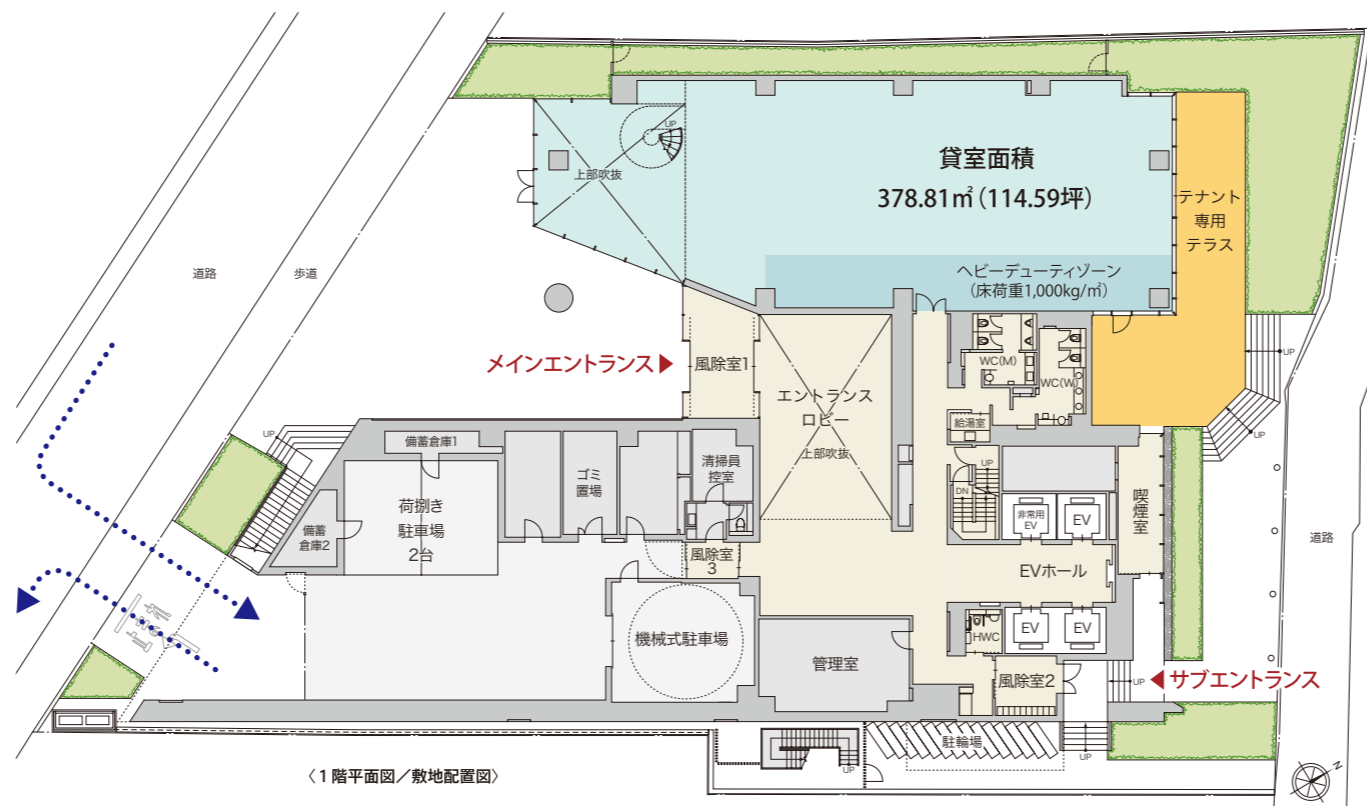 UP
上部吹抜
貸室面積
378.81㎡（114.59坪）
テナント
専用
テラス
ヘビーデューティゾーン
（床荷重1,000kg/㎡）
道路
歩道
メインエントランス
風除室1
エントランス
ロビー
上部吹抜
WC(M)
WC(W)
給湯室
UP
UP
UP
備蓄倉庫1
ゴミ
置場
清掃員
控室
荷捌き
駐車場
2台
備蓄
倉庫2
UP
DN
非常用
EV
EV
喫煙室
道路
風除室
3
EVホール
機械式駐車場
管理室
HWC
EV
EV
風除室2
UP
サブエントランス
駐輪場
UP
UP
〈1階平面図／敷地配置図〉
N